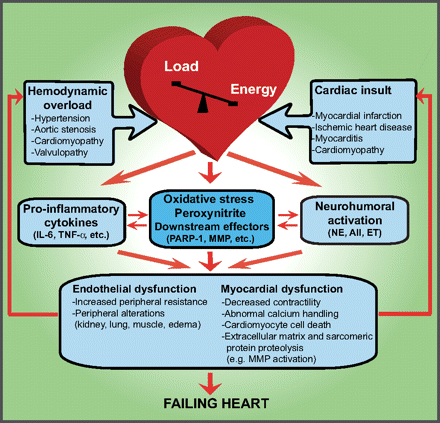 Load
Energy
Hemodynamic
overload
-Hypertension
-Aortic stenosis
-Cardiomyopathy
-Valvulopathy
Cardiac insult
-Myocardial infarction
-Ischemic heart disease
-Myocarditis
-Cardiomyopathy
Pro-inflammatory
cytokines
(IL-6, TNF-α, etc.)
Oxidative stress
Peroxynitrite
Downstream effectors
(PARP-1, MMP, etc.)
Neurohumoral
activation
(NE, AII, ET)
Endothelial dysfunction
-Increased peripheral resistance
-Peripheral alterations
(kidney, lung, muscle, edema)
Myocardial dysfunction
-Decreased contractility
-Abnormal calcium handling
-Cardiomyocyte cell death
-Extracellular matrix and sarcomeric
protein proteolysis
(e.g. MMP activation)
FAILING HEART